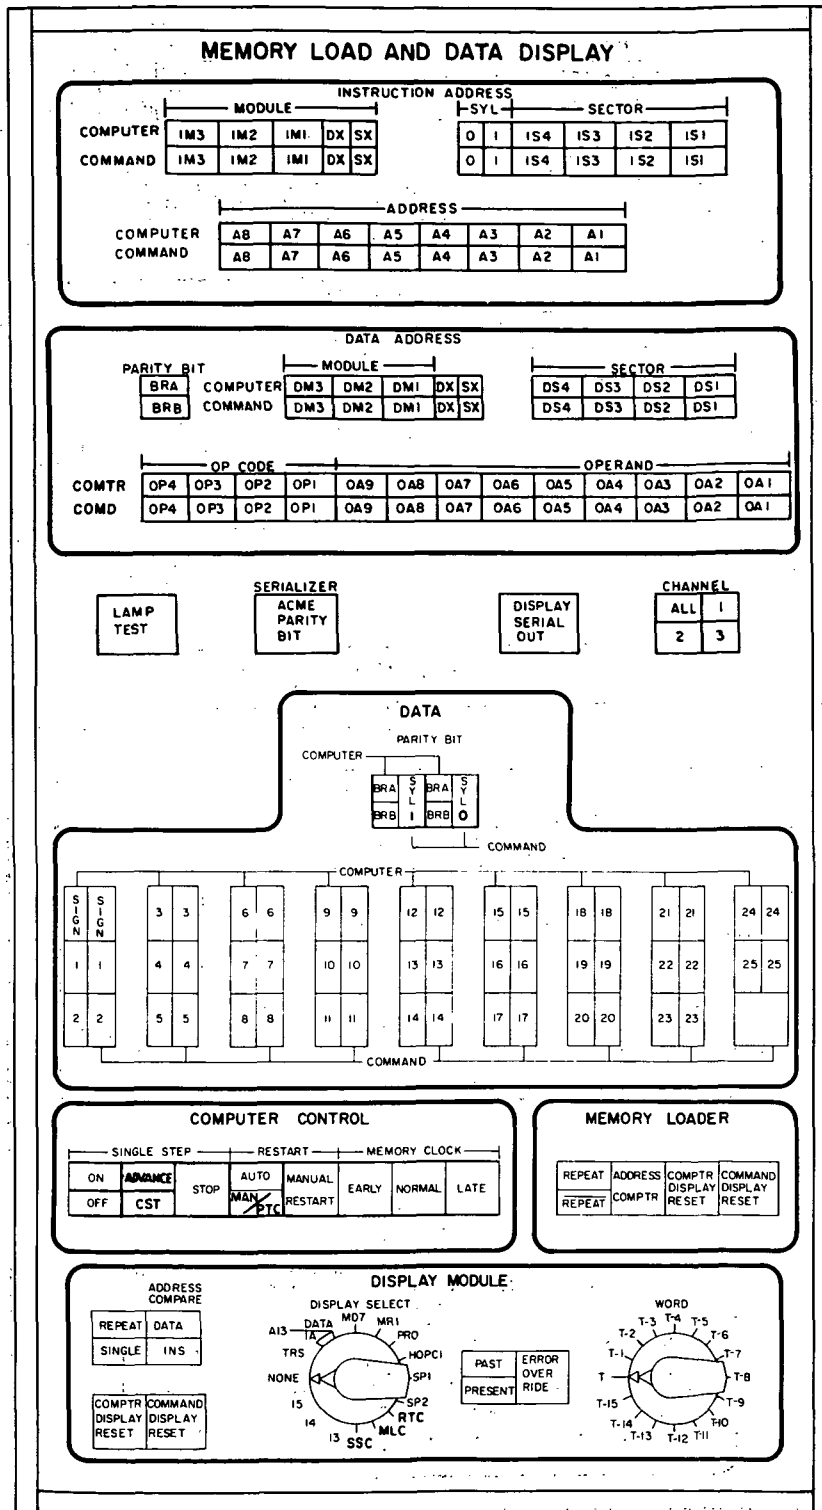 MEMORY LOAD AND DATA DISPLAY
INSTRUCTION ADDRESS
MODULE SYL SECTOR
COMPUTER IM3 IM2 IM1 DX SX 0 1 IS4 IS3 IS2 IS1
COMMAND IM3 IM2 IM1 DX SX 0 1 IS4 IS3 IS2 IS1
ADDRESS
COMPUTER A8 A7 A6 A5 A4 A3 A2 A1
COMMAND A8 A7 A6 A5 A4 A3 A2 A1
DATA ADDRESS
PARITY BIT MODULE SECTOR
BRA COMPUTER DM3 DM2 DM1 DX SX DS4 DS3 DS2 DS1
BRB COMMAND DM3 DM2 DM1 DX SX DS4 DS3 DS2 DS1
OP CODE OPERAND
COMTR OP4 OP3 OP2 OP1 OA9 OA8 OA7 OA6 OA5 OA4 OA3 OA2 OA1
COMD OP4 OP3 OP2 OP1 OA9 OA8 OA7 OA6 OA5 OA4 OA3 OA2 OA1
LAMP
TEST
SERIALIZER
ACME
PARITY
BIT
DISPLAY
SERIAL
OUT
CHANNEL
ALL 1
2 3
DATA
PARITY BIT
COMPUTER
BRA SYL 1 BRA SYL 0
BRB BRB
COMMAND
COMPUTER
SIGN SIGN 3 3 6 6 9 9 12 12 15 15 18 18 21 21 24 24
1 1 4 4 7 7 10 10 13 13 16 16 19 19 22 22 25 25
2 2 5 5 8 8 11 11 14 14 17 17 20 20 23 23
COMMAND
COMPUTER CONTROL
SINGLE STEP RESTART MEMORY CLOCK
ON ADVANCE STOP AUTO MANUAL RESTART EARLY NORMAL LATE
OFF CST MAN/PTC
MEMORY LOADER
REPEAT ADDRESS COMPTR COMMAND
REPEAT COMPTR DISPLAY DISPLAY
RESET RESET
DISPLAY MODULE
ADDRESS
COMPARE
REPEAT DATA
SINGLE INS
COMPTR COMMAND
DISPLAY DISPLAY
RESET RESET
DISPLAY SELECT
NONE
TRS
A13
DATA
IA
MD7
MR1
PRO
HOPC1
SP1
SP2
RTC
MLC
SSC
13
14
15
PAST ERROR
OVER
PRESENT RIDE
WORD
T
T-1
T-2
T-3
T-4
T-5
T-6
T-7
T-8
T-9
T-10
T-11
T-12
T-13
T-14
T-15